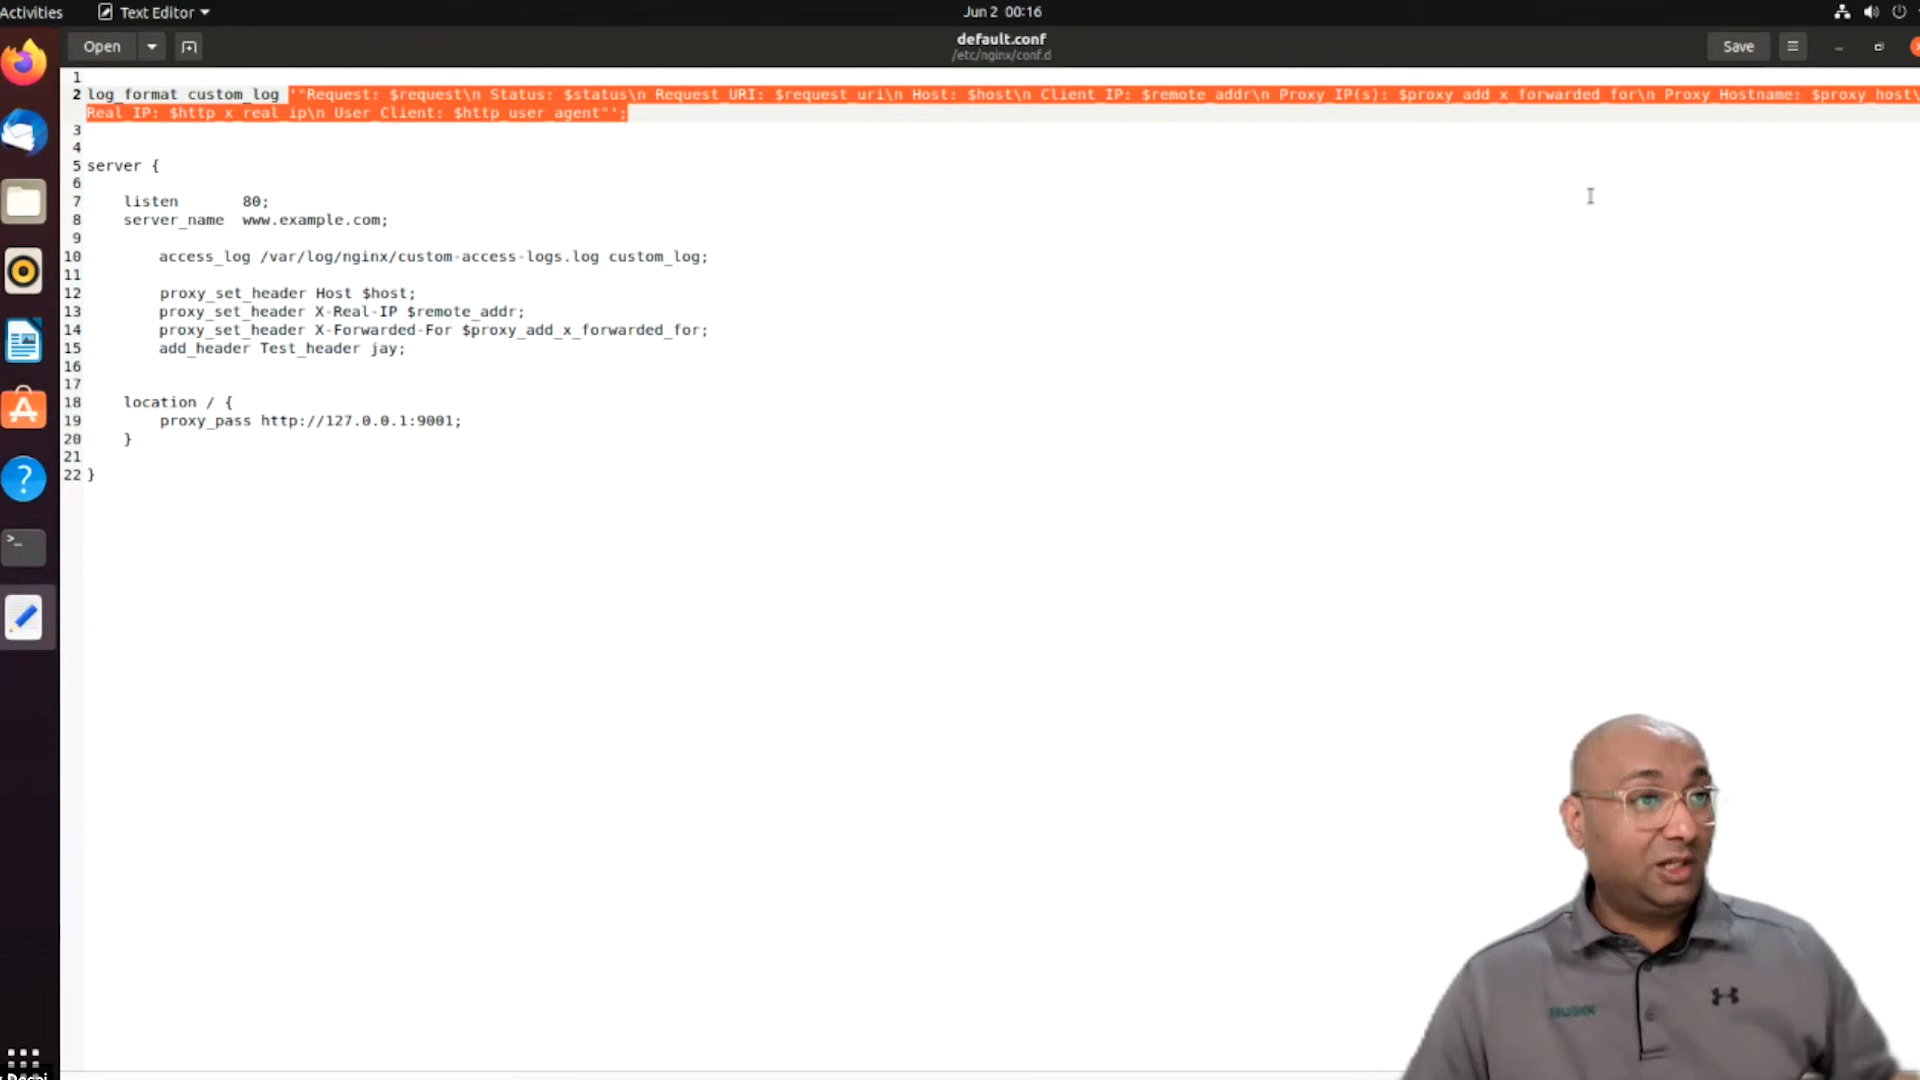 Activities
Text Editor
Jun 2 00:16
Open
default.conf
/etc/nginx/conf.d
Save
1
2 log_format custom_log '"Request: $request\n Status: $status\n Request URI: $request_uri\n Host: $host\n Client IP: $remote_addr\n Proxy IP(s): $proxy_add_x_forwarded_for\n Proxy Hostname: $proxy_host\
Real IP: $http_x_real_ip\n User Client: $http_user_agent"';
3
4
5 server {
6
7 listen 80;
8 server_name www.example.com;
9
10 access_log /var/log/nginx/custom-access-logs.log custom_log;
11
12 proxy_set_header Host $host;
13 proxy_set_header X-Real-IP $remote_addr;
14 proxy_set_header X-Forwarded-For $proxy_add_x_forwarded_for;
15 add_header Test_header jay;
16
17
18 location / {
19 proxy_pass http://127.0.0.1:9001;
20 }
21
22 }